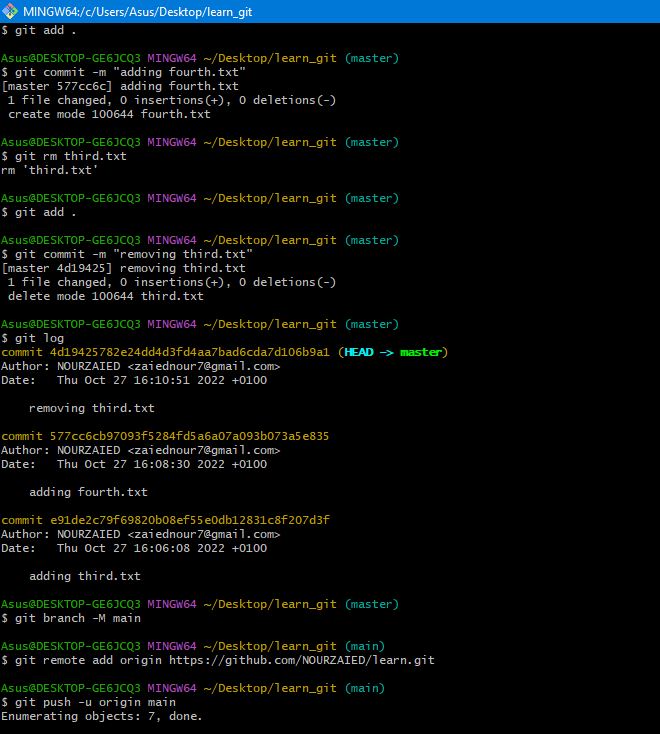 MINGW64:/c/Users/Asus/Desktop/learn_git
$ git add .
Asus@DESKTOP-GE6JCQ3 MINGW64 ~/Desktop/learn_git (master)
$ git commit -m "adding fourth.txt"
[master 577cc6c] adding fourth.txt
 1 file changed, 0 insertions(+), 0 deletions(-)
 create mode 100644 fourth.txt
Asus@DESKTOP-GE6JCQ3 MINGW64 ~/Desktop/learn_git (master)
$ git rm third.txt
rm 'third.txt'
Asus@DESKTOP-GE6JCQ3 MINGW64 ~/Desktop/learn_git (master)
$ git add .
Asus@DESKTOP-GE6JCQ3 MINGW64 ~/Desktop/learn_git (master)
$ git commit -m "removing third.txt"
[master 4d19425] removing third.txt
 1 file changed, 0 insertions(+), 0 deletions(-)
 delete mode 100644 third.txt
Asus@DESKTOP-GE6JCQ3 MINGW64 ~/Desktop/learn_git (master)
$ git log
commit 4d19425782e24dd4d3fd4aa7bad6cda7d106b9a1 (HEAD -> master)
Author: NOURZAIED <zaiednour7@gmail.com>
Date:   Thu Oct 27 16:10:51 2022 +0100
    removing third.txt
commit 577cc6cb97093f5284fd5a6a07a093b073a5e835
Author: NOURZAIED <zaiednour7@gmail.com>
Date:   Thu Oct 27 16:08:30 2022 +0100
    adding fourth.txt
commit e91de2c79f69820b08ef55e0db12831c8f207d3f
Author: NOURZAIED <zaiednour7@gmail.com>
Date:   Thu Oct 27 16:06:08 2022 +0100
    adding third.txt
Asus@DESKTOP-GE6JCQ3 MINGW64 ~/Desktop/learn_git (master)
$ git branch -M main
Asus@DESKTOP-GE6JCQ3 MINGW64 ~/Desktop/learn_git (main)
$ git remote add origin https://github.com/NOURZAIED/learn.git
Asus@DESKTOP-GE6JCQ3 MINGW64 ~/Desktop/learn_git (main)
$ git push -u origin main
Enumerating objects: 7, done.